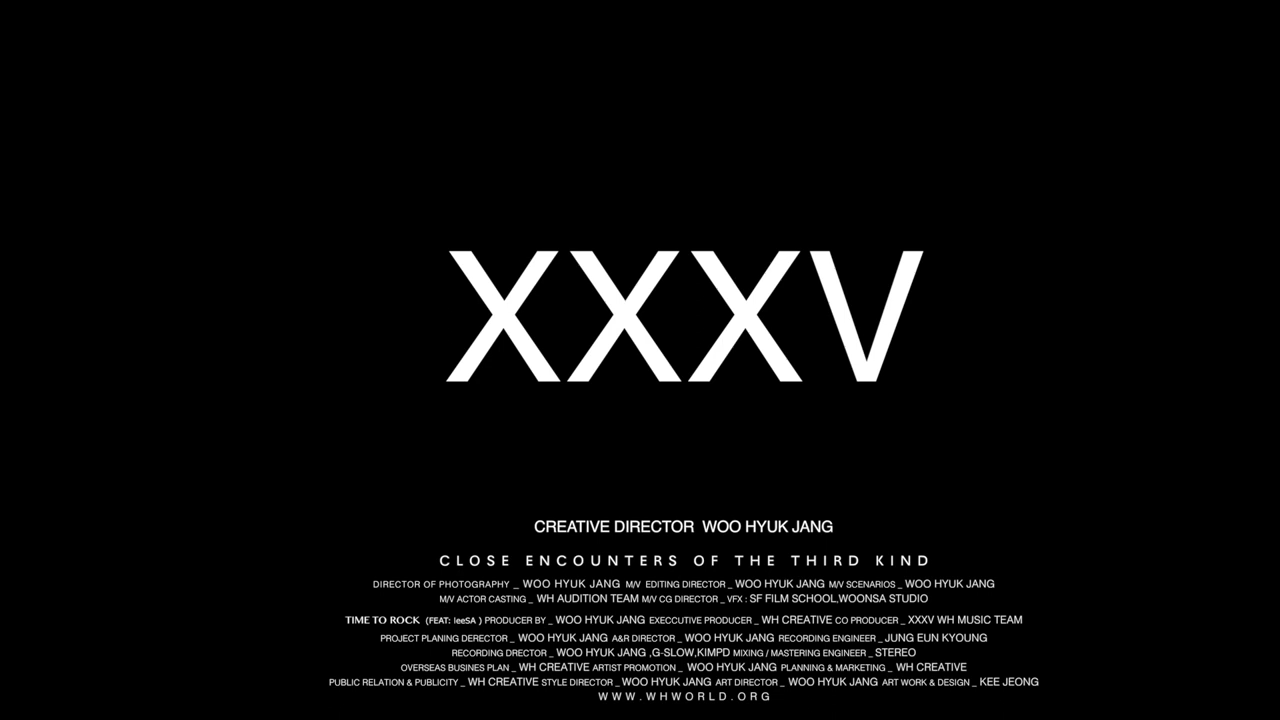 XXXV
CREATIVE DIRECTOR WOO HYUK JANG
CLOSE ENCOUNTERS OF THE THIRD KIND
DIRECTOR OF PHOTOGRAPHY _ WOO HYUK JANG M/V EDITING DIRECTOR _ WOO HYUK JANG M/V SCENARIOS _ WOO HYUK JANG
M/V ACTOR CASTING _ WH AUDITION TEAM M/V CG DIRECTOR _ VFX : SF FILM SCHOOL,WOONSA STUDIO
TIME TO ROCK (FEAT: leeSA ) PRODUCER BY _ WOO HYUK JANG EXECCUTIVE PRODUCER _ WH CREATIVE CO PRODUCER _ XXXV WH MUSIC TEAM
PROJECT PLANING DERECTOR _ WOO HYUK JANG A&R DIRECTOR _ WOO HYUK JANG RECORDING ENGINEER _ JUNG EUN KYOUNG
RECORDING DRCTOR _ WOO HYUK JANG ,G-SLOW,KIMPD MIXING / MASTERING ENGINEER _ STEREO
OVERSEAS BUSINES PLAN _ WH CREATIVE ARTIST PROMOTION _ WOO HYUK JANG PLANNING & MARKETING _ WH CREATIVE
PUBLIC RELATION & PUBLICITY _ WH CREATIVE STYLE DIRECTOR _ WOO HYUK JANG ART DIRECTOR _ WOO HYUK JANG ART WORK & DESIGN _ KEE JEONG
WWW.WHWORLD.ORG